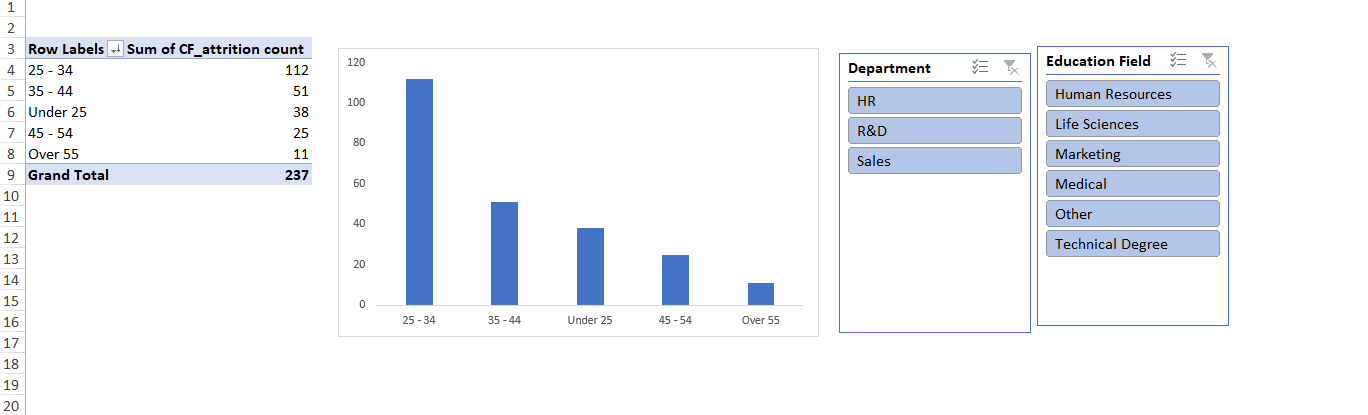 1
2
3 Row Labels Sum of CF_attrition count
4 25 - 34 112
5 35 - 44 51
6 Under 25 38
7 45 - 54 25
8 Over 55 11
9 Grand Total 237
10
11
12
13
14
15
16
17
18
19
20
120
100
80
60
40
20
0
25 - 34 35 - 44 Under 25 45 - 54 Over 55
Department
HR
R&D
Sales
Education Field
Human Resources
Life Sciences
Marketing
Medical
Other
Technical Degree